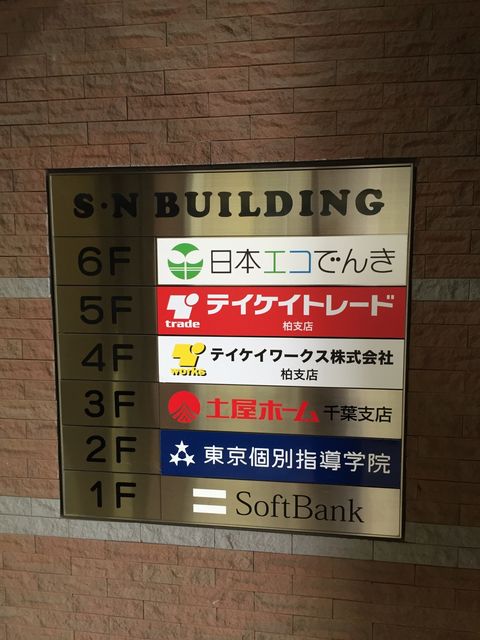 S・N BUILDING
6F 日本エコでんき
5F trade テイケイトレード
柏支店
4F works テイケイワークス株式会社
柏支店
3F 土屋ホーム 千葉支店
2F 東京個別指導学院
1F SoftBank